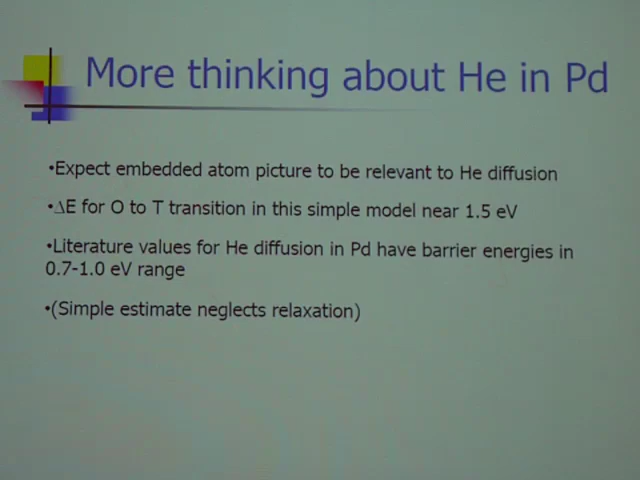 More thinking about He in Pd
•Expect embedded atom picture to be relevant to He diffusion
•ΔE for O to T transition in this simple model near 1.5 eV
•Literature values for He diffusion in Pd have barrier energies in
0.7-1.0 eV range
•(Simple estimate neglects relaxation)